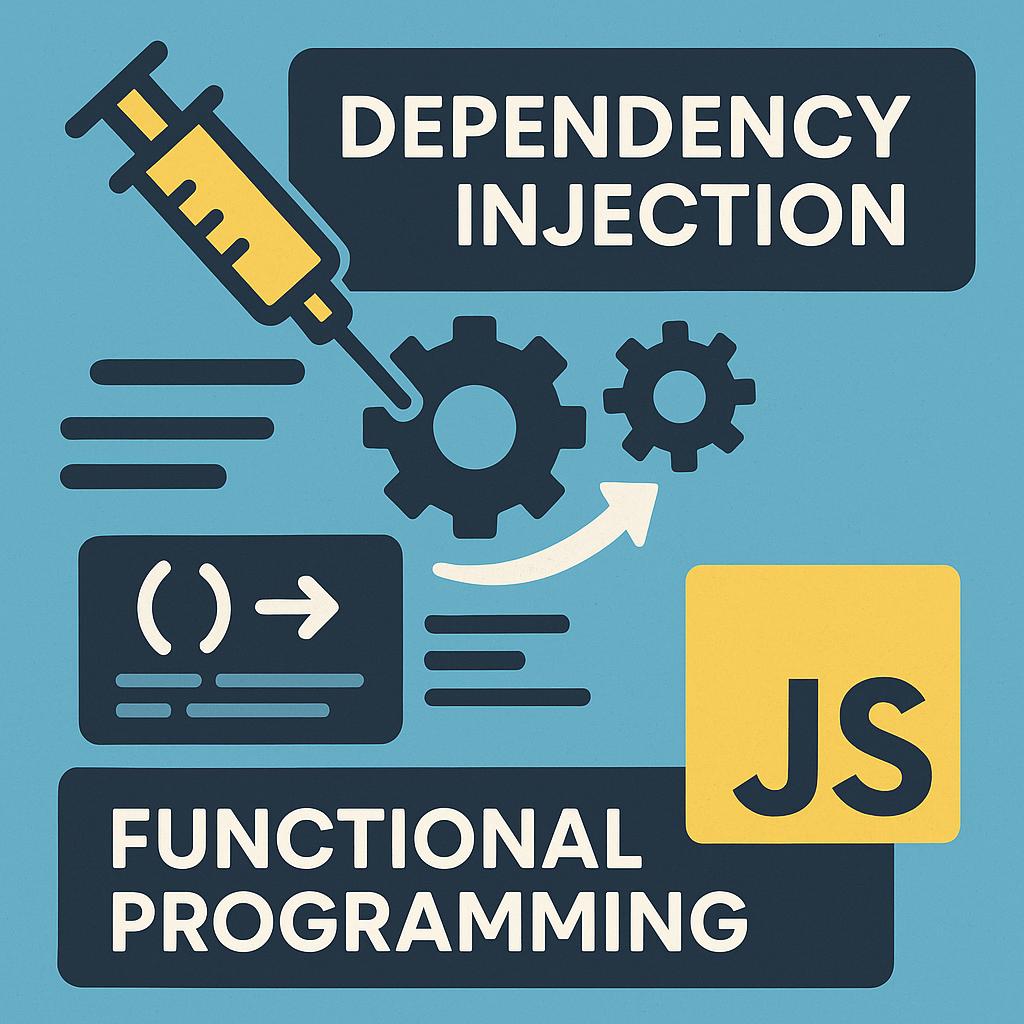 DEPENDENCY
INJECTION
() →
JS
FUNCTIONAL
PROGRAMMING